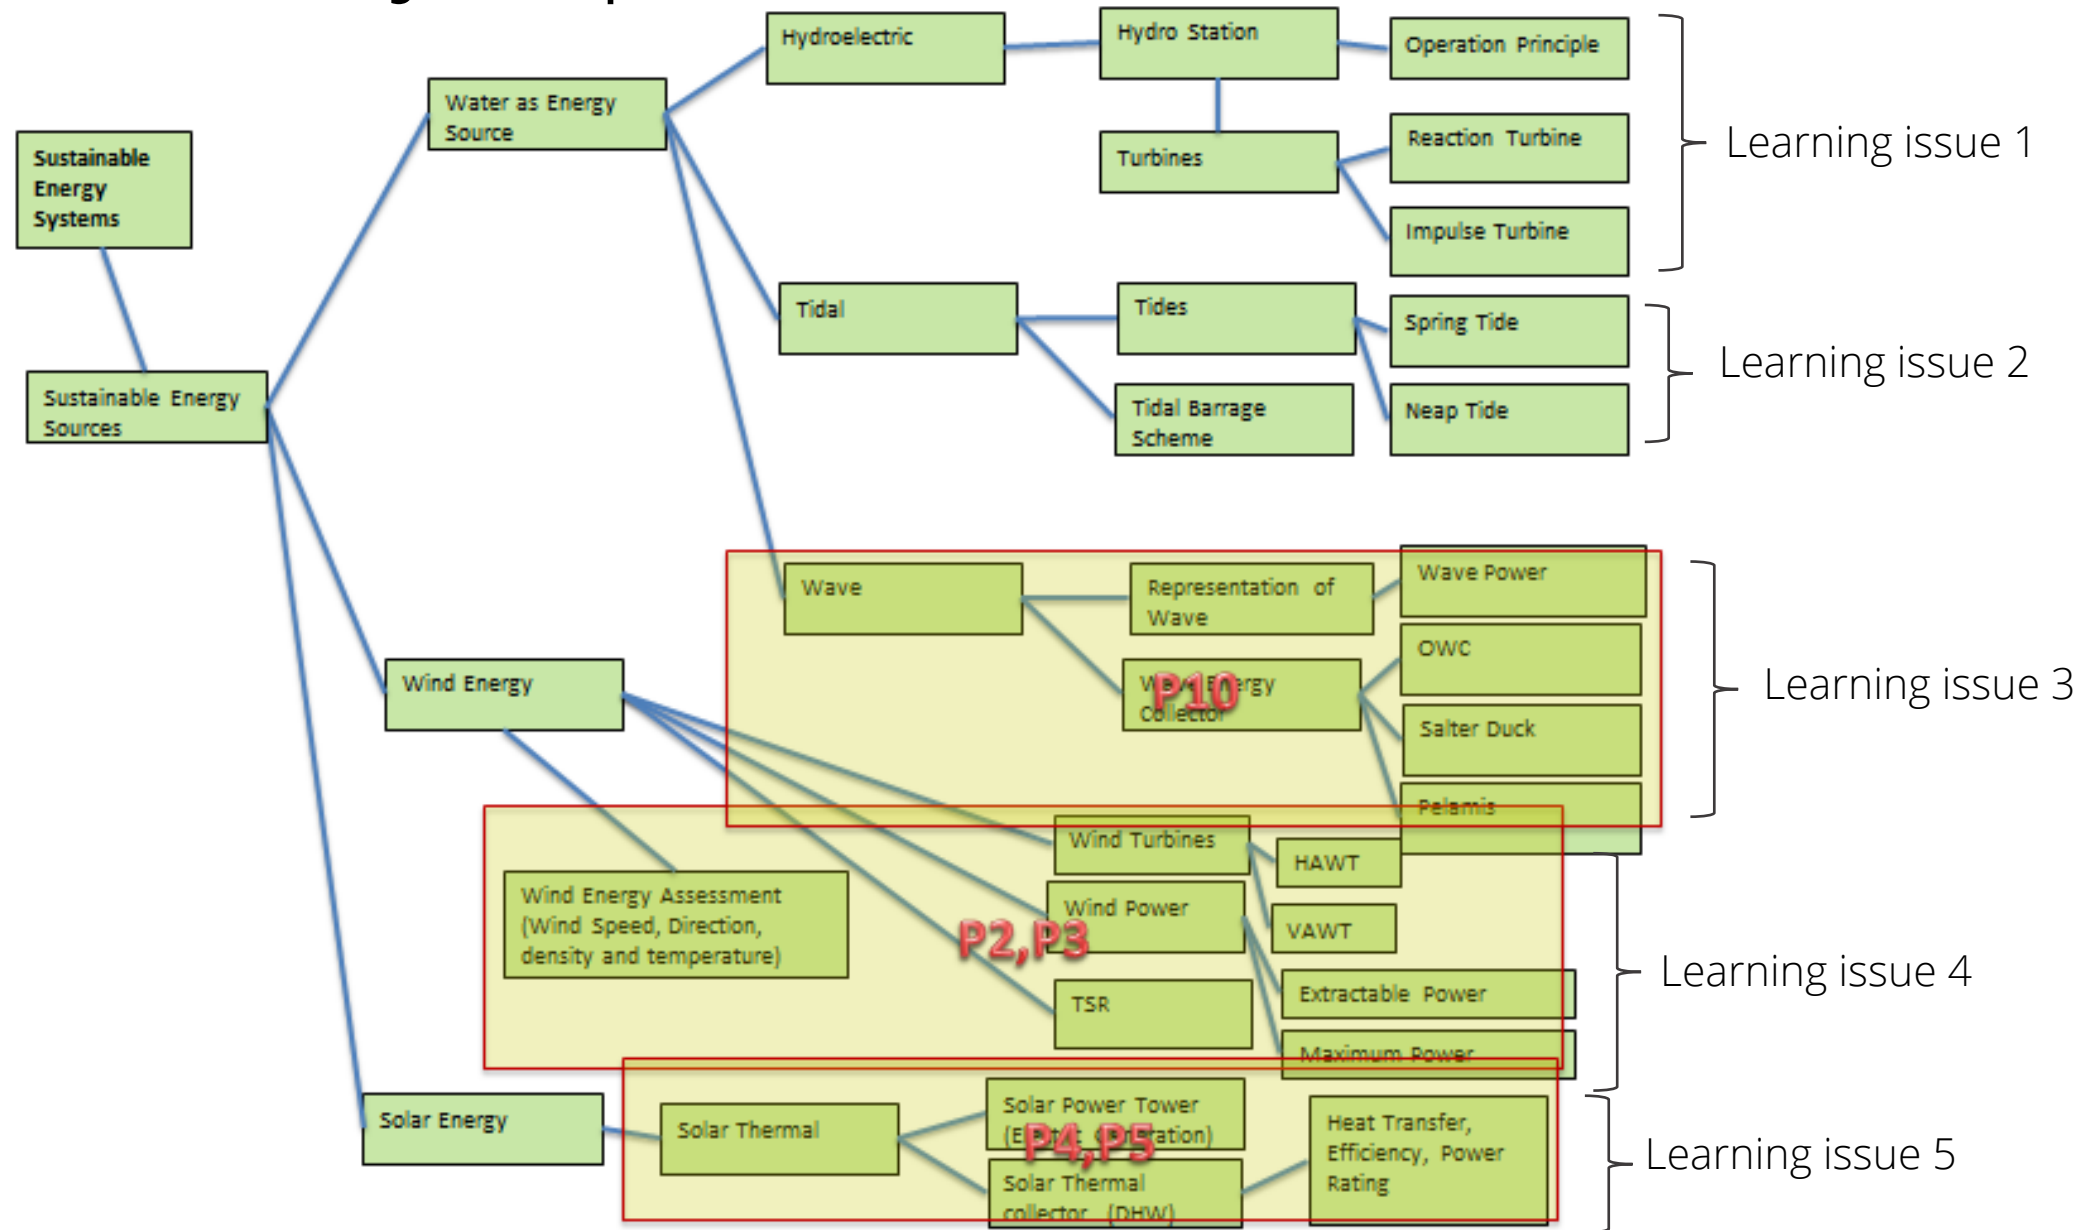 Hydroelectric
Hydro Station
Operation Principle
Water as Energy
Source
Sustainable
Energy
Systems
Turbines
Reaction Turbine
Impulse Turbine
Learning issue 1
Tidal
Tides
Spring Tide
Tidal Barrage
Scheme
Neap Tide
Learning issue 2
Sustainable Energy
Sources
Wave
Representation of
Wave
Wave Power
OWC
Wave Energy
Collector
P10
Salter Duck
Pelamis
Learning issue 3
Wind Energy
Wind Turbines
HAWT
Wind Energy Assessment
(Wind Speed, Direction,
density and temperature)
Wind Power
P2,P3
VAWT
TSR
Extractable Power
Maximum Power
Learning issue 4
Solar Energy
Solar Thermal
Solar Power Tower
(Electric Generation)
P4,P5
Solar Thermal
collector (DHW)
Heat Transfer,
Efficiency, Power
Rating
Learning issue 5